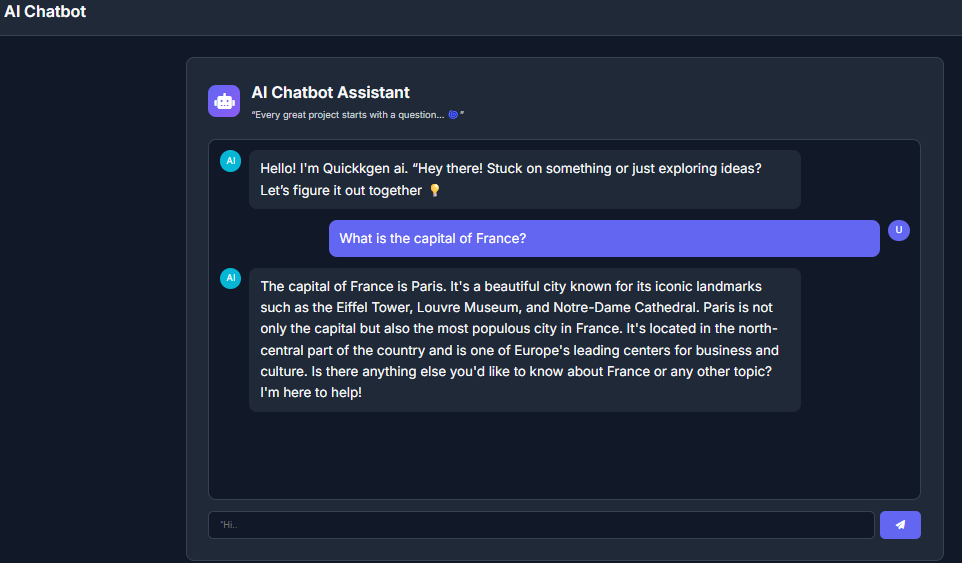 AI Chatbot
AI Chatbot Assistant
“Every great project starts with a question... 🌀 ”
AI
Hello! I'm Quickkgen ai. “Hey there! Stuck on something or just exploring ideas?
Let’s figure it out together 💡
What is the capital of France?
U
AI
The capital of France is Paris. It's a beautiful city known for its iconic landmarks
such as the Eiffel Tower, Louvre Museum, and Notre-Dame Cathedral. Paris is not
only the capital but also the most populous city in France. It's located in the north-
central part of the country and is one of Europe's leading centers for business and
culture. Is there anything else you'd like to know about France or any other topic?
I'm here to help!
"Hi..